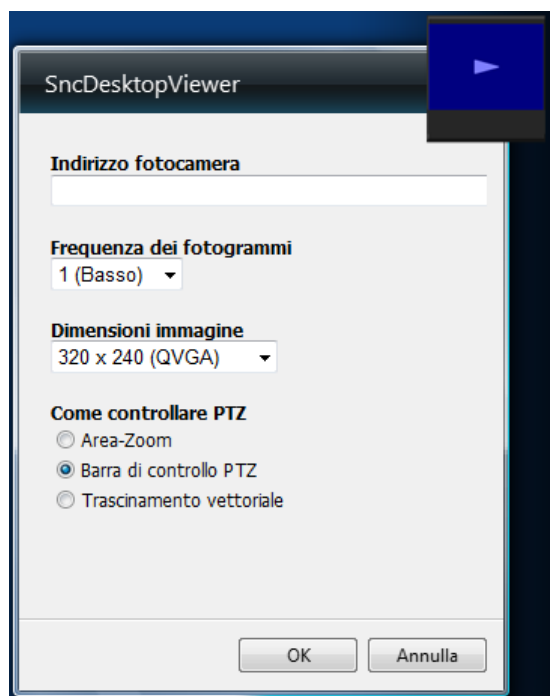 SncDesktopViewer
Indirizzo fotocamera
Frequenza dei fotogrammi
1 (Basso)
Dimensioni immagine
320 x 240 (QVGA)
Come controllare PTZ
Area-Zoom
Barra di controllo PTZ
Trascinamento vettoriale
OK
Annulla